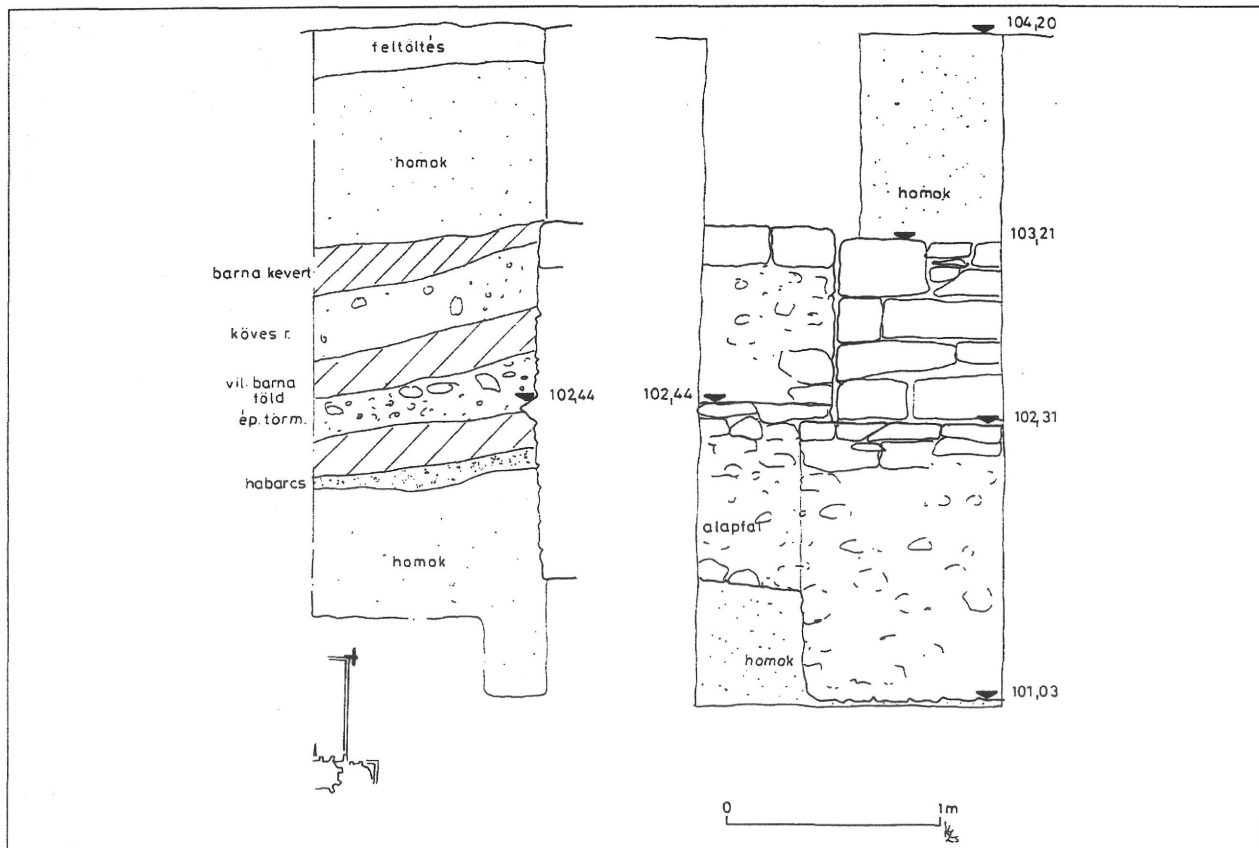 feltöltés
homok
barna kevert
köves r.
vil. barna
föld
ép. törm.
102,44
habarcs
homok
104,20
homok
103,21
102,44
102,31
alapfal
homok
101,03
0
1m